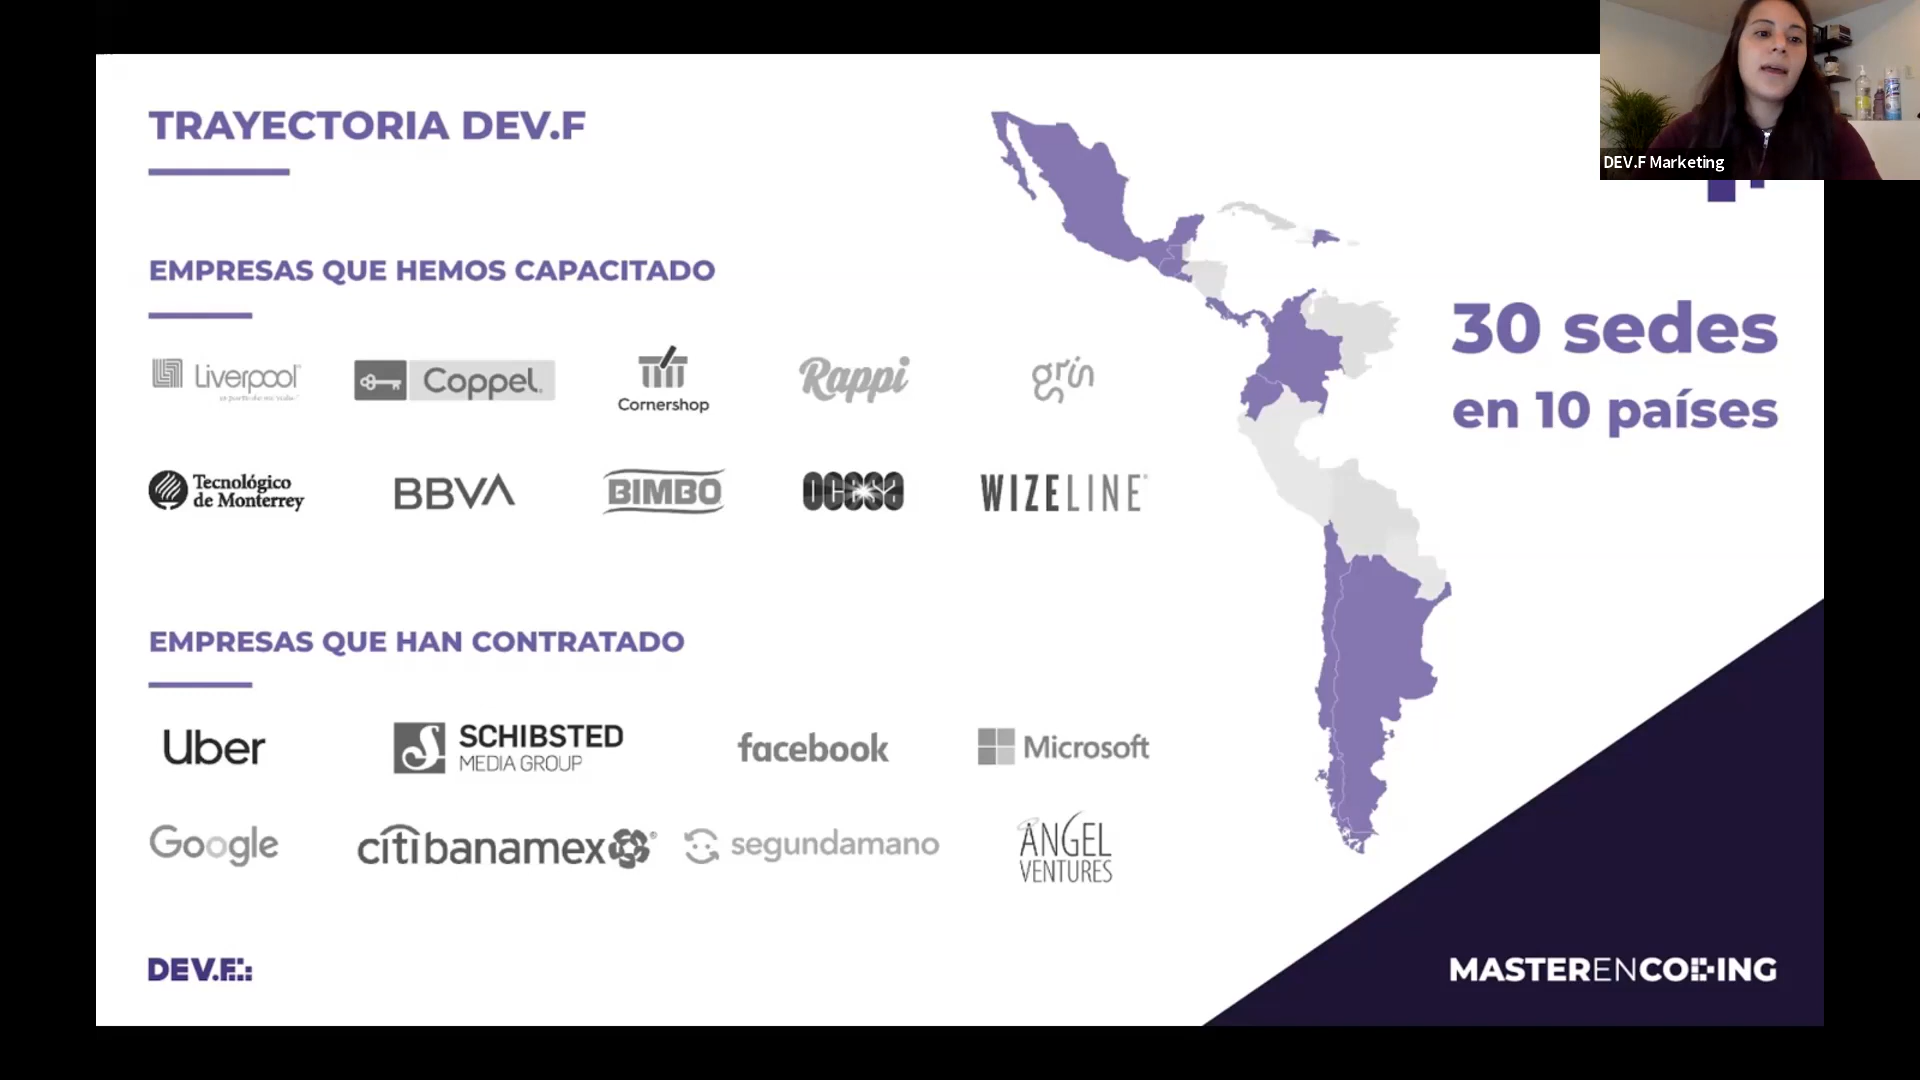 TRAYECTORIA DEV.F
EMPRESAS QUE HEMOS CAPACITADO
Liverpool
Coppel.
Cornershop
Rappi
grin
Tecnológico
de Monterrey
BBVA
BIMBO
ocesa
WIZELINE
EMPRESAS QUE HAN CONTRATADO
Uber
SCHIBSTED
MEDIA GROUP
facebook
Microsoft
Google
citibanamex
segundamano
ANGEL
VENTURES
DEV.F
30 sedes
en 10 países
MASTERENCODING
DEV.F Marketing